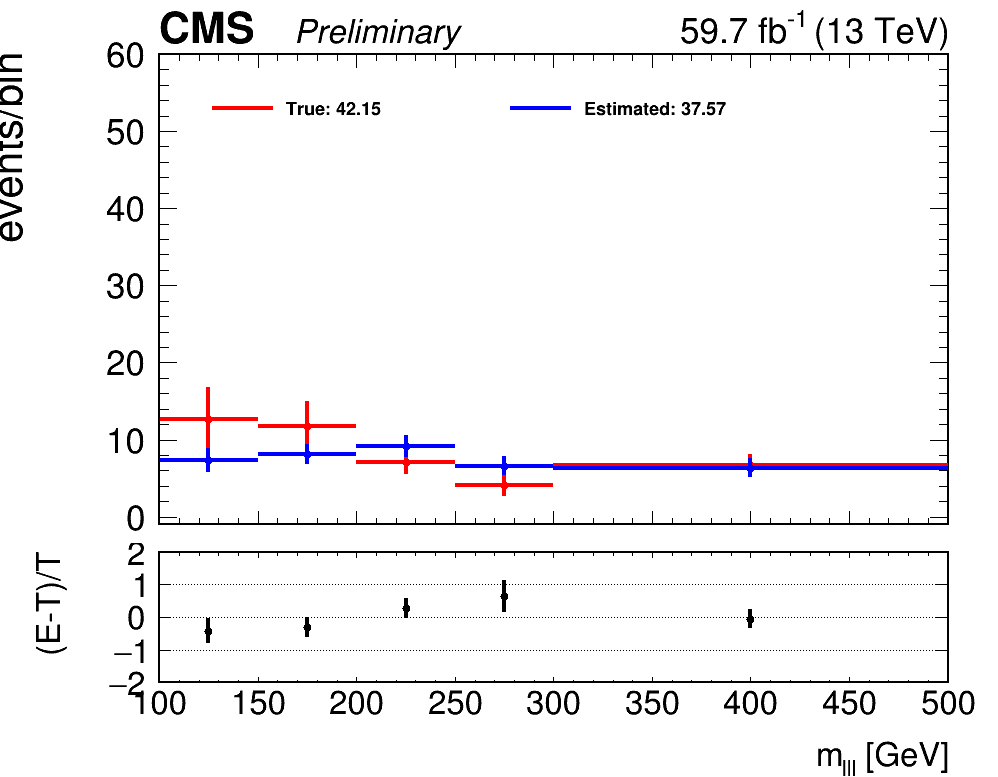 CMS Preliminary 59.7 fb-1 (13 TeV)
events/bin
60
True: 42.15 Estimated: 37.57
50
40
30
20
10
0
(E-T)/T
2
1
0
−1
−2
100 150 200 250 300 350 400 450 500
mlll [GeV]